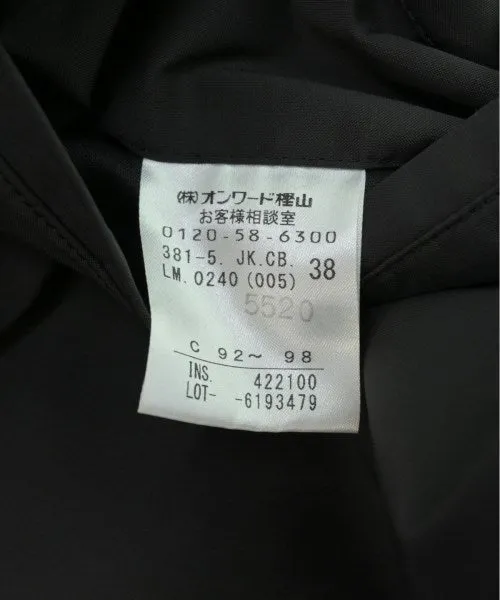 (株)オンワード樫山
お客様相談室
0120-58-6300
381-5. JK.CB. 38
LM.0240 (005)
5520
C 92〜 98
INS. 422100
LOT- -6193479